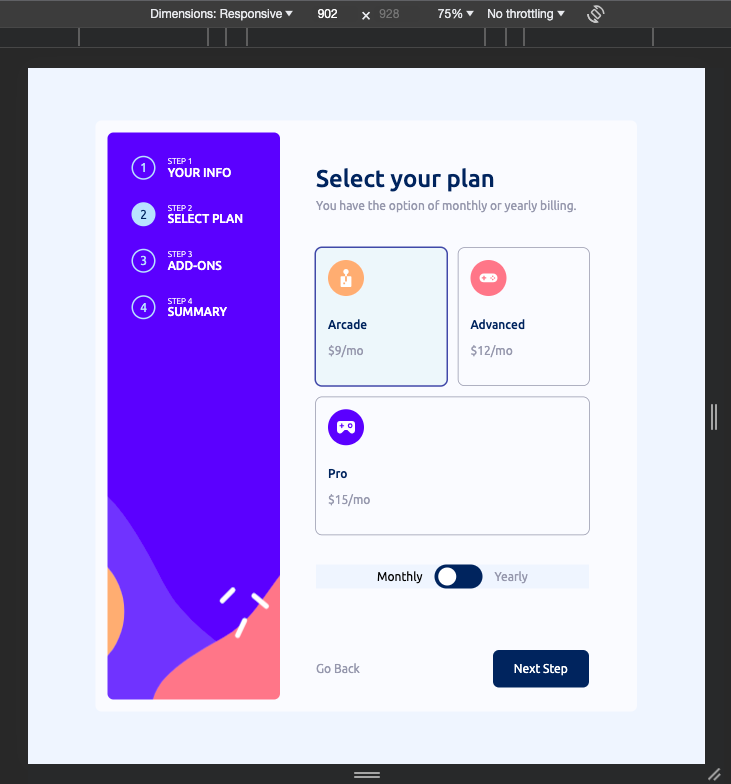 Dimensions: Responsive ▼ 902 × 928 75% ▼ No throttling ▼
1 STEP 1
YOUR INFO
2 STEP 2
SELECT PLAN
3 STEP 3
ADD-ONS
4 STEP 4
SUMMARY
Select your plan
You have the option of monthly or yearly billing.
Arcade
$9/mo
Advanced
$12/mo
Pro
$15/mo
Monthly Yearly
Go Back Next Step